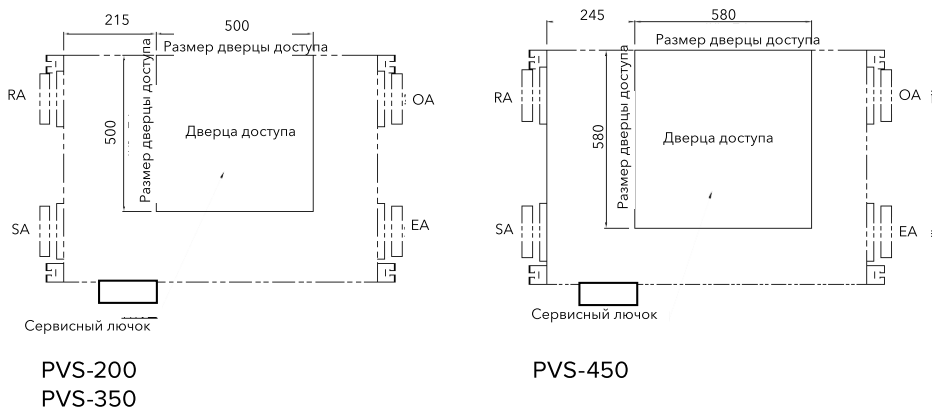 215
500
Размер дверцы доступа
RA
OA
500
Размер дверцы доступа
Дверца доступа
SA
EA
Сервисный лючок
PVS-200
PVS-350
245
580
Размер дверцы доступа
RA
OA
580
Размер дверцы доступа
Дверца доступа
SA
EA
Сервисный лючок
PVS-450